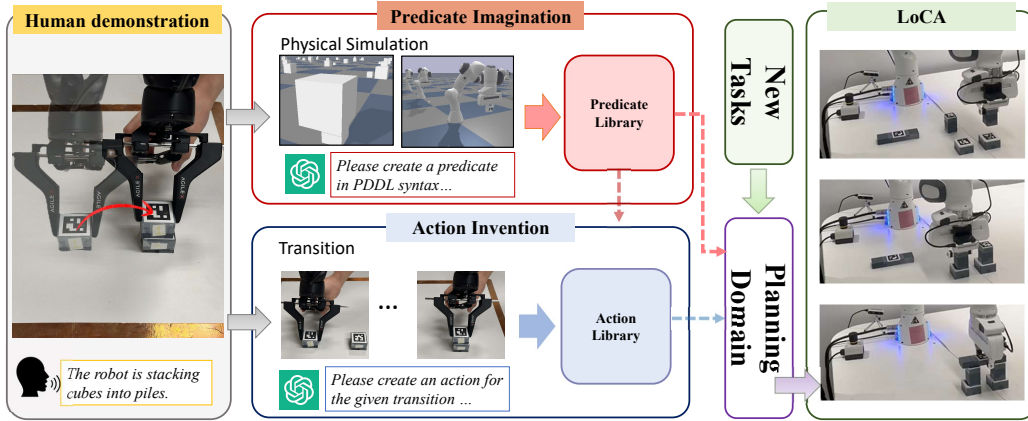 Human demonstration
AGILE
AGILE
The robot is stacking
cubes into piles.
Predicate Imagination
Physical Simulation
Please create a predicate
in PDDL syntax…
Predicate
Library
Action Invention
Transition
...
Please create an action for
the given transition …
Action
Library
New
Tasks
Planning
Domain
LoCA